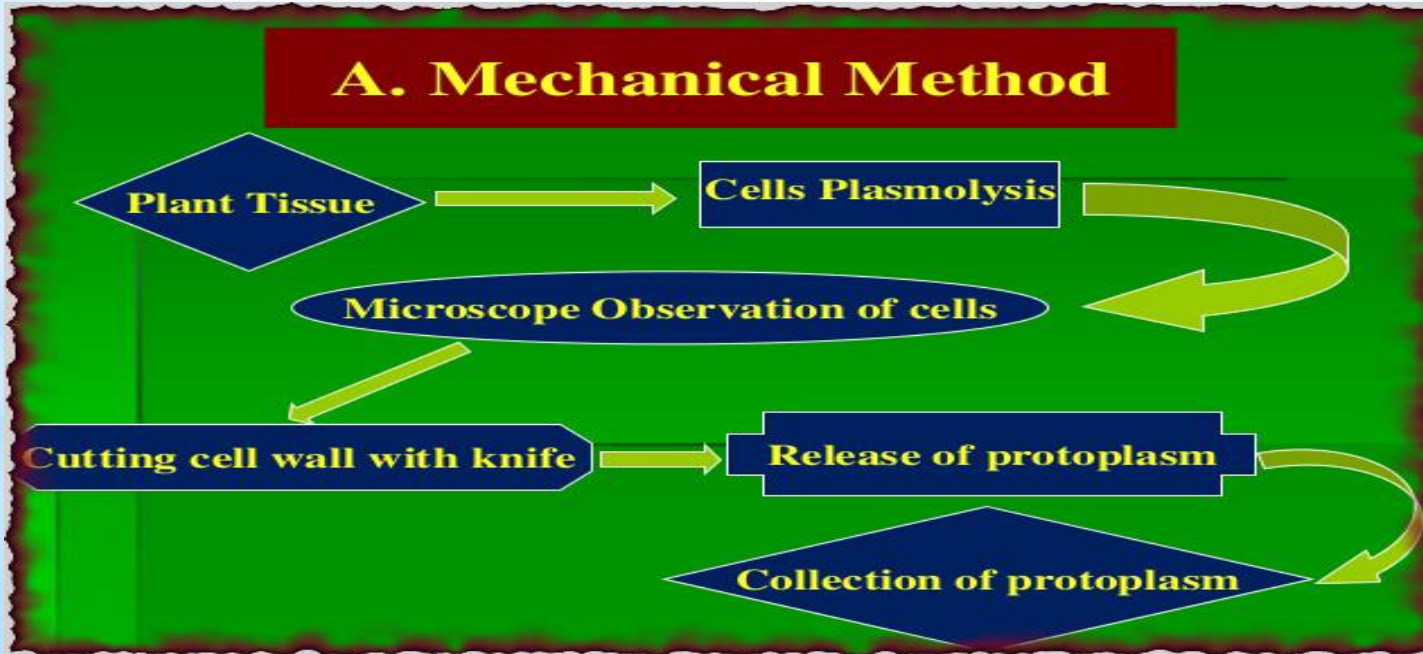 A. Mechanical Method
Plant Tissue
Cells Plasmolysis
Microscope Observation of cells
Cutting cell wall with knife
Release of protoplasm
Collection of protoplasm